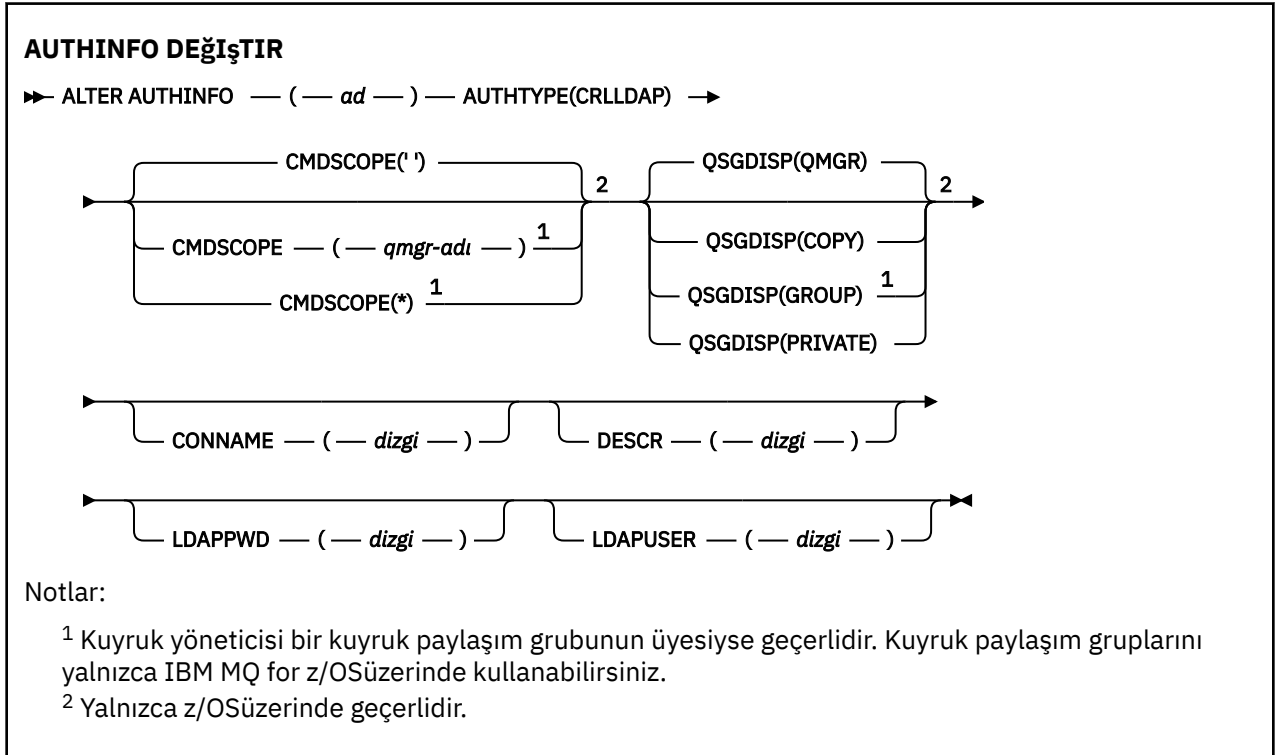 AUTHINFO DEğIşTIR
ALTER AUTHINFO ( ad ) AUTHTYPE(CRLLDAP)
CMDSCOPE(' ') 2 QSGDISP(QMGR) 2
CMDSCOPE ( qmgr-adı ) 1 QSGDISP(COPY)
CMDSCOPE(*) 1 QSGDISP(GROUP) 1
QSGDISP(PRIVATE)
CONNAME ( dizgi ) DESCR ( dizgi )
LDAPPWD ( dizgi ) LDAPUSER ( dizgi )
Notlar:
1 Kuyruk yöneticisi bir kuyruk paylaşım grubunun üyesiyse geçerlidir. Kuyruk paylaşım gruplarını
yalnızca IBM MQ for z/OSüzerinde kullanabilirsiniz.
2 Yalnızca z/OSüzerinde geçerlidir.